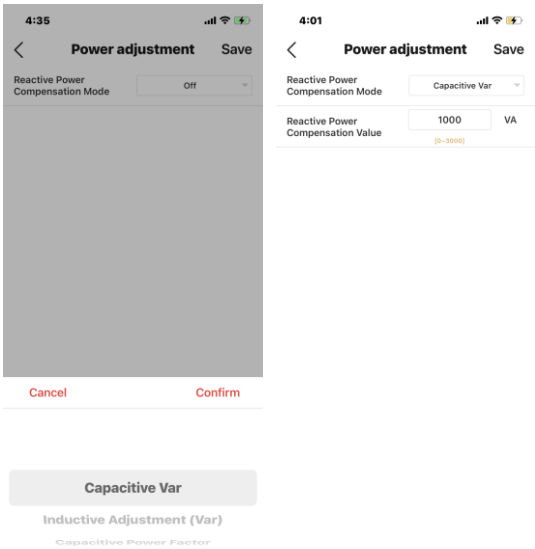 4:35
Power adjustment Save
Reactive Power
Compensation Mode
Off
Cancel Confirm
Capacitive Var
Inductive Adjustment (Var)
Capacitive Power Factor
4:01
Power adjustment Save
Reactive Power
Compensation Mode
Capacitive Var
Reactive Power
Compensation Value
1000 VA
[0~3000]